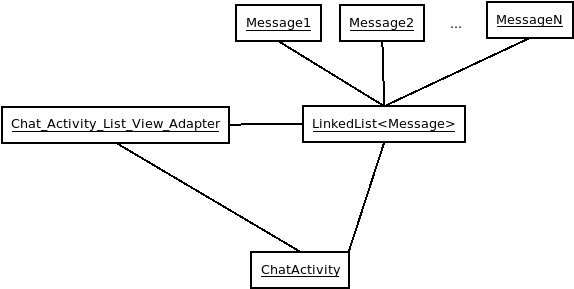 Message1
Message2
...
MessageN
Chat_Activity_List_View_Adapter
LinkedList<Message>
ChatActivity